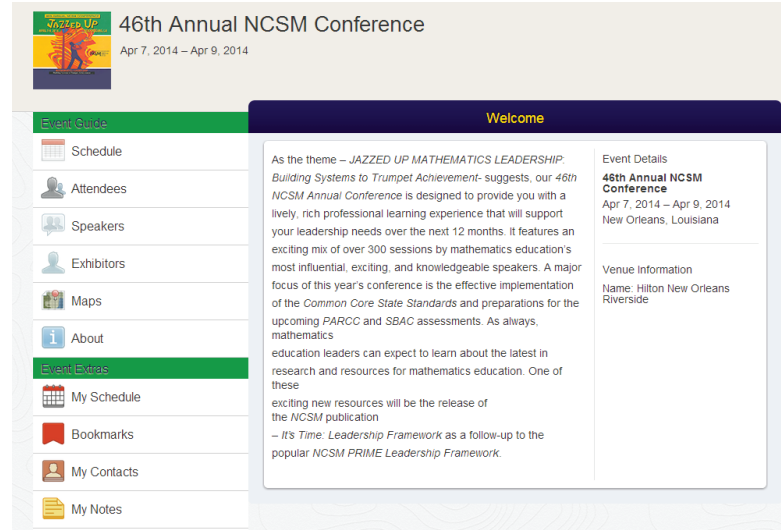 JAZZED UP
46th Annual NCSM Conference
Apr 7, 2014 – Apr 9, 2014
Event Guide
Schedule
Attendees
Speakers
Exhibitors
Maps
About
Event Extras
My Schedule
Bookmarks
My Contacts
My Notes
Welcome
As the theme – JAZZED UP MATHEMATICS LEADERSHIP:
Building Systems to Trumpet Achievement- suggests, our 46th
NCSM Annual Conference is designed to provide you with a
lively, rich professional learning experience that will support
your leadership needs over the next 12 months. It features an
exciting mix of over 300 sessions by mathematics education's
most influential, exciting, and knowledgeable speakers. A major
focus of this year's conference is the effective implementation
of the Common Core State Standards and preparations for the
upcoming PARCC and SBAC assessments. As always,
mathematics
education leaders can expect to learn about the latest in
research and resources for mathematics education. One of
these
exciting new resources will be the release of
the NCSM publication
– It's Time: Leadership Framework as a follow-up to the
popular NCSM PRIME Leadership Framework.
Event Details
46th Annual NCSM
Conference
Apr 7, 2014 – Apr 9, 2014
New Orleans, Louisiana
Venue Information
Name: Hilton New Orleans
Riverside